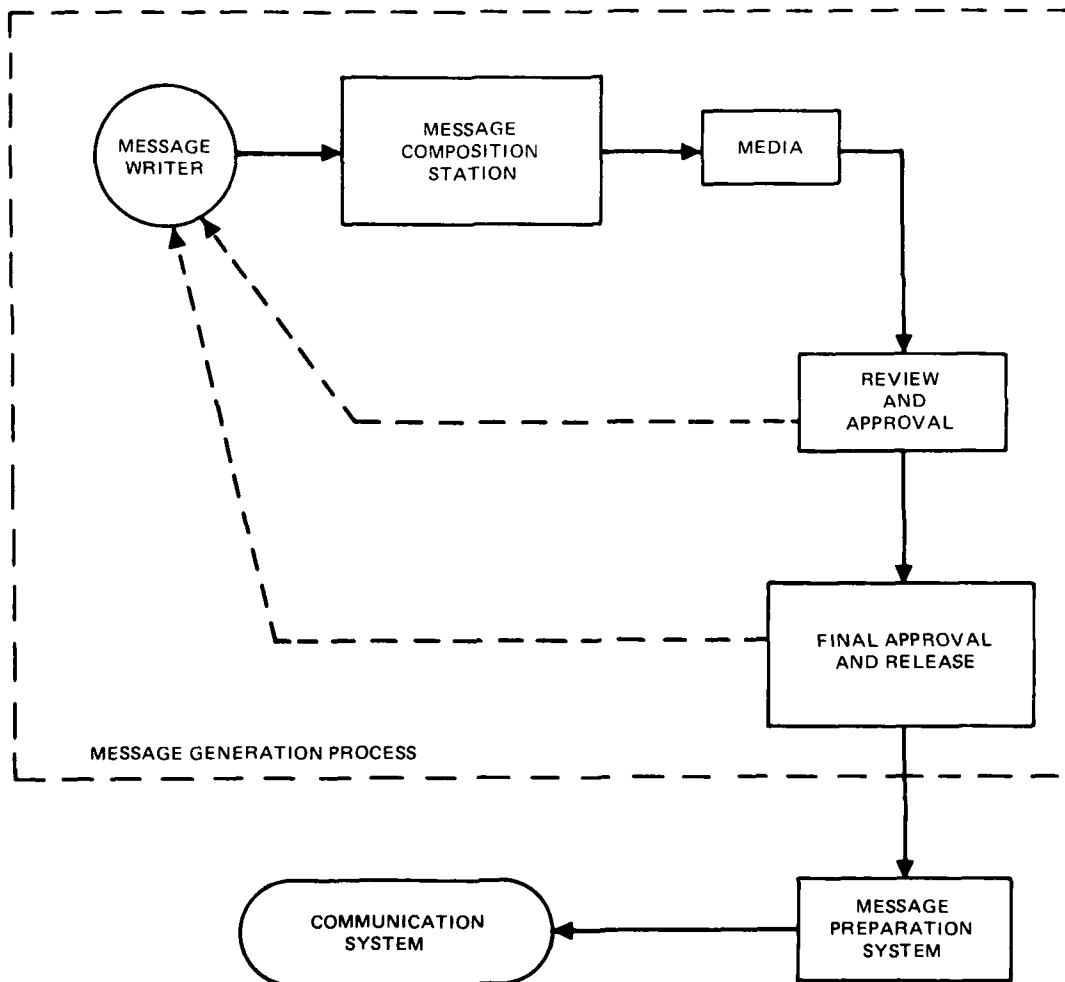 MESSAGE
WRITER
MESSAGE
COMPOSITION
STATION
MEDIA
REVIEW
AND
APPROVAL
FINAL APPROVAL
AND RELEASE
MESSAGE GENERATION PROCESS
MESSAGE
PREPARATION
SYSTEM
COMMUNICATION
SYSTEM